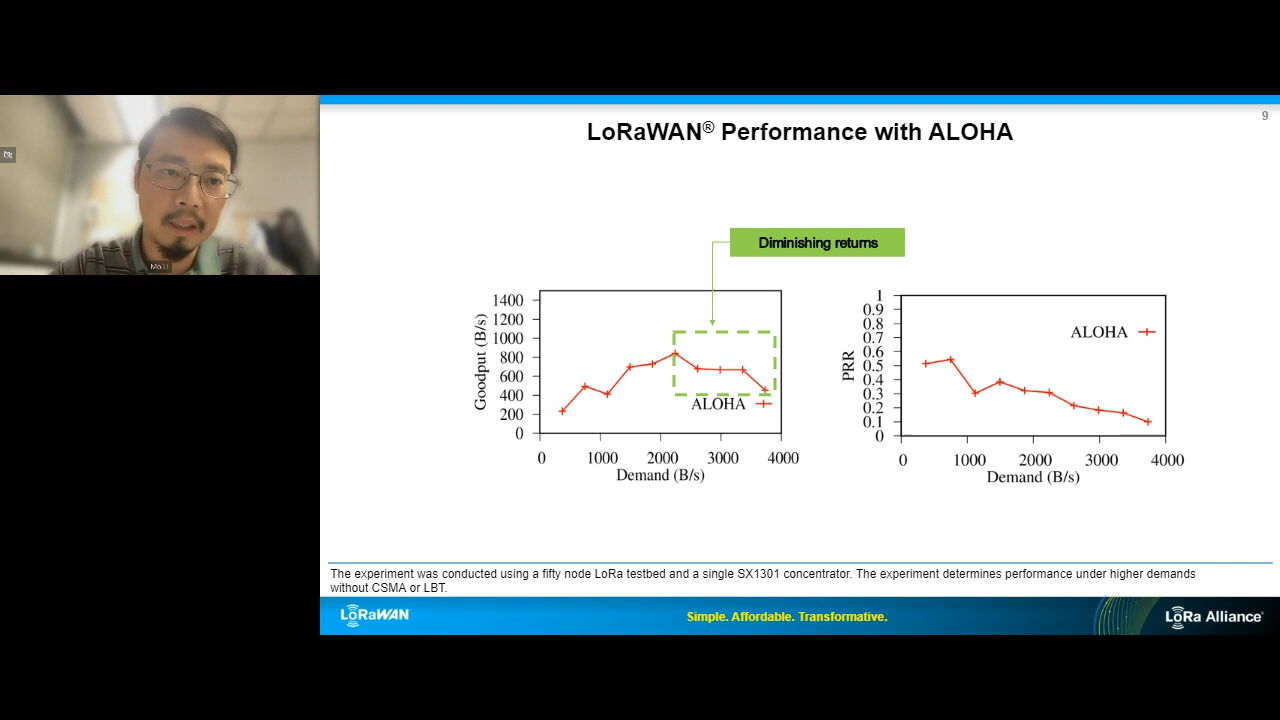 9
LoRaWAN® Performance with ALOHA
Mo Li
Diminishing returns
1400
1200
1000
800
600
400
200
0
Goodput (B/s)
ALOHA
0 1000 2000 3000 4000
Demand (B/s)
1
0.9
0.8
0.7
0.6
0.5
0.4
0.3
0.2
0.1
0
PRR
ALOHA
0 1000 2000 3000 4000
Demand (B/s)
The experiment was conducted using a fifty node LoRa testbed and a single SX1301 concentrator. The experiment determines performance under higher demands
without CSMA or LBT.
LoRaWAN
Simple. Affordable. Transformative.
LoRa Alliance®